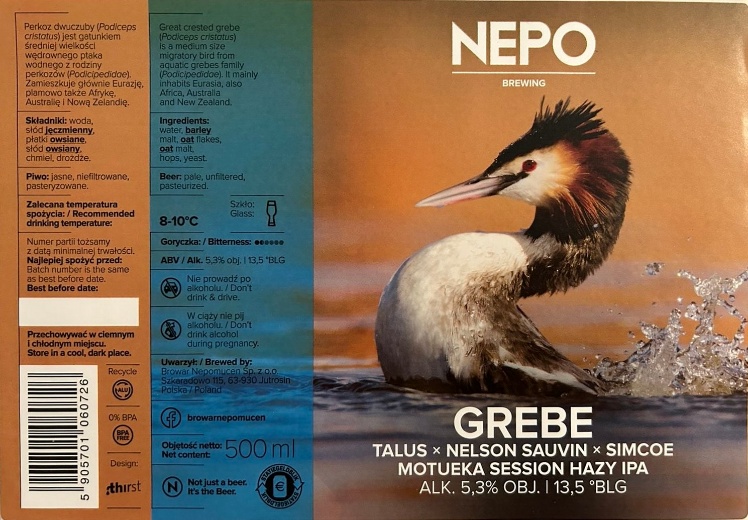 Perkoz dwuczuby (Podiceps
cristatus) jest gatunkiem
średniej wielkości
wędrownego ptaka
wodnego z rodziny
perkozów (Podicipedidae).
Zamieszkuje głównie Eurazję,
plamowo także Afrykę,
Australię i Nową Zelandię.
Składniki: woda,
słód jęczmienny,
płatki owsiane,
słód owsiany,
chmiel, drożdże.
Piwo: jasne, niefiltrowane,
pasteryzowane.
Zalecana temperatura
spożycia: / Recommended
drinking temperature:
Numer partii tożsamy
z datą minimalnej trwałości.
Najlepiej spożyć przed:
Batch number is the same
as best before date.
Best before date:
Przechowywać w ciemnym
i chłodnym miejscu.
Store in a cool, dark place.
5 905701 060726
Recycle
ALU
0% BPA
BPA
FREE
Design:
:thırst
Great crested grebe
(Podiceps cristatus)
is a medium size
migratory bird from
aquatic grebes family
(Podicipedidae). It mainly
inhabits Eurasia, also
Africa, Australia
and New Zealand.
Ingredients:
water, barley
malt, oat flakes,
oat malt,
hops, yeast.
Beer: pale, unfiltered,
pasteurized.
8-10°C
Szkło:
Glass:
Goryczka: / Bitterness:
ABV / Alk. 5,3% obj. | 13,5 °BLG
Nie prowadź po
alkoholu. / Don't
drink & drive.
W ciąży nie pij
alkoholu. / Don't
drink alcohol
during pregnancy.
Uwarzył: / Brewed by:
Browar Nepomucen Sp. z o.o.
Szkaradowo 115, 63-930 Jutrosin
Polska / Poland
browarnepomucen
Objętość netto:
Net content:
500 ml
N
Not just a beer.
It's the Beer.
STATIEGELDBLIK
€
STATIEGELDBLIK
NEPO
BREWING
GREBE
TALUS × NELSON SAUVIN × SIMCOE
MOTUEKA SESSION HAZY IPA
ALK. 5,3% OBJ. | 13,5 °BLG